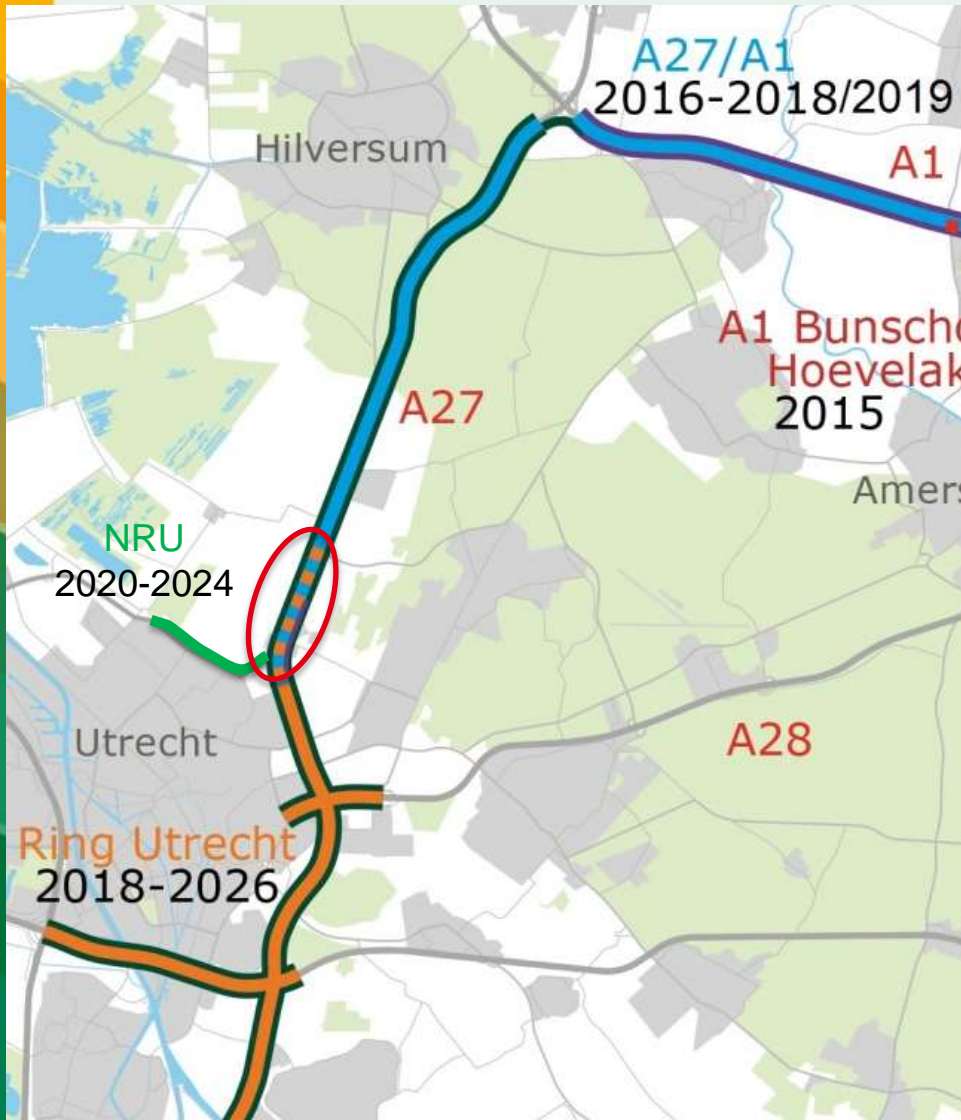 A27/A1
2016-2018/2019
Hilversum
A1
A1 Bunscho
Hoevelak
2015
A27
Amers
NRU
2020-2024
Utrecht
A28
Ring Utrecht
2018-2026